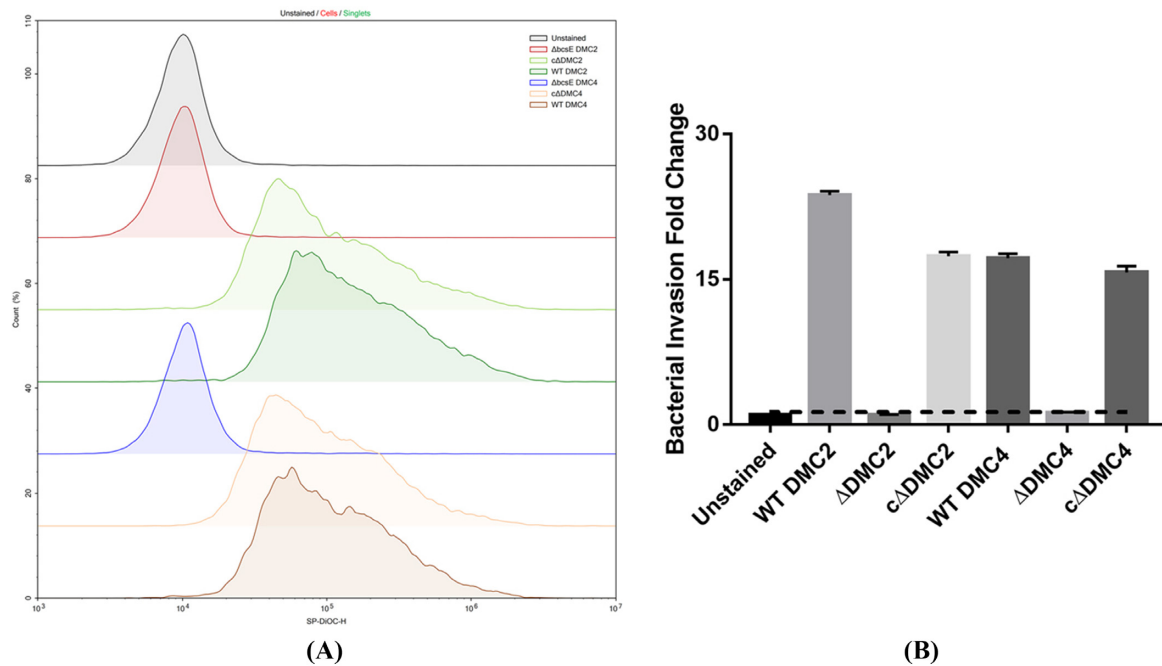 Unstained / Cells / Singlets
110
100
80
60
40
20
0
Count (%)
10³
10⁴
10⁵
10⁶
10⁷
SP-DiOC-H
Unstained
ΔbcsE DMC2
cΔDMC2
WT DMC2
ΔbcsE DMC4
cΔDMC4
WT DMC4
(A)
Bacterial Invasion Fold Change
30
15
0
Unstained
WT DMC2
ΔDMC2
cΔDMC2
WT DMC4
ΔDMC4
cΔDMC4
(B)